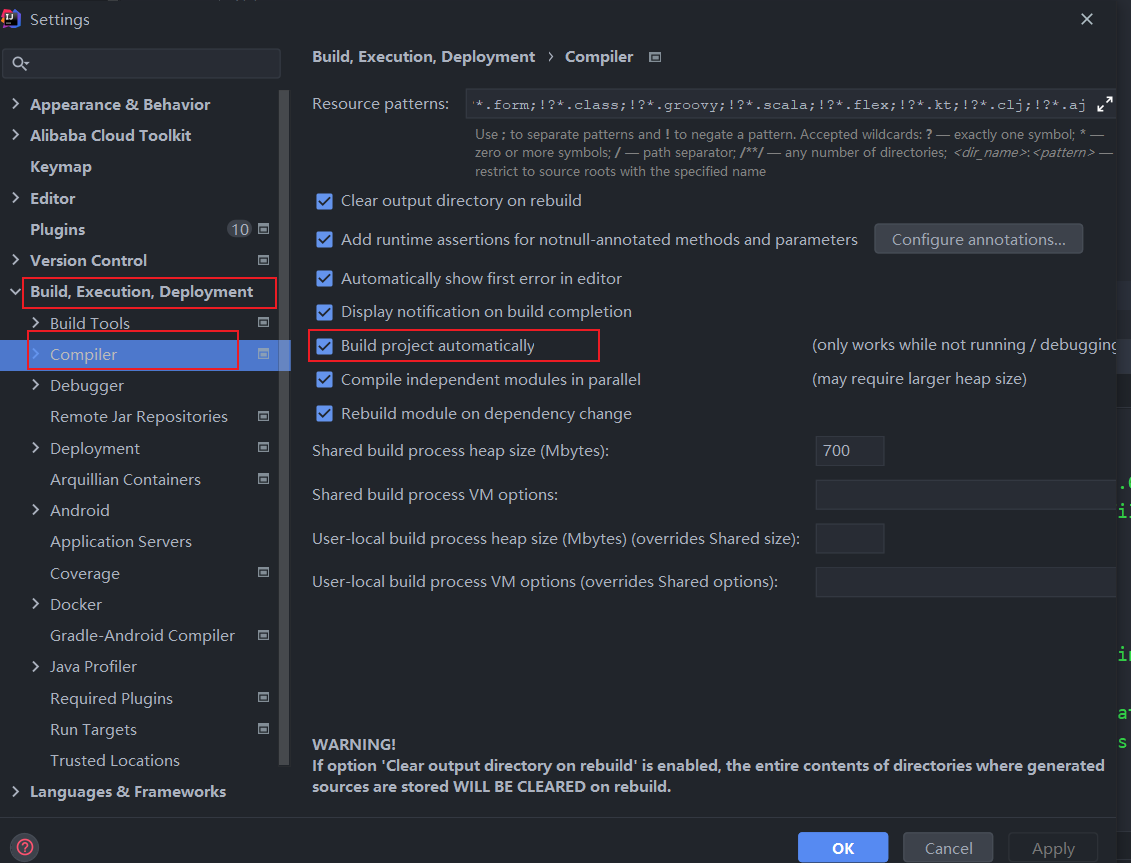 Settings
Build, Execution, Deployment › Compiler
Appearance & Behavior
Alibaba Cloud Toolkit
Keymap
Editor
Plugins 10
Version Control
Build, Execution, Deployment
Build Tools
Compiler
Debugger
Remote Jar Repositories
Deployment
Arquillian Containers
Android
Application Servers
Coverage
Docker
Gradle-Android Compiler
Java Profiler
Required Plugins
Run Targets
Trusted Locations
Languages & Frameworks
Resource patterns: *.form;!?*.class;!?*.groovy;!?*.scala;!?*.flex;!?*.kt;!?*.clj;!?*.aj
Use ; to separate patterns and ! to negate a pattern. Accepted wildcards: ? — exactly one symbol; * —
zero or more symbols; / — path separator; /**/ — any number of directories; <dir_name>:<pattern> —
restrict to source roots with the specified name
Clear output directory on rebuild
Add runtime assertions for notnull-annotated methods and parameters Configure annotations...
Automatically show first error in editor
Display notification on build completion
Build project automatically (only works while not running / debugging
Compile independent modules in parallel (may require larger heap size)
Rebuild module on dependency change
Shared build process heap size (Mbytes): 700
Shared build process VM options:
User-local build process heap size (Mbytes) (overrides Shared size):
User-local build process VM options (overrides Shared options):
WARNING!
If option 'Clear output directory on rebuild' is enabled, the entire contents of directories where generated
sources are stored WILL BE CLEARED on rebuild.
? OK Cancel Apply